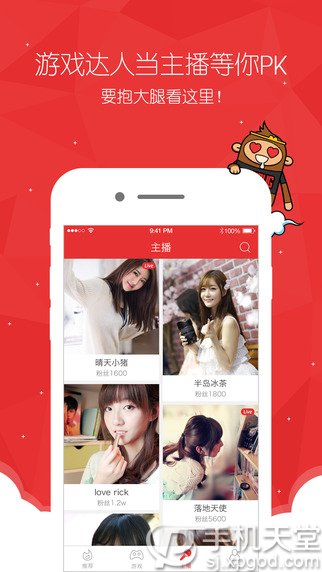 游戏达人当主播等你PK
要抱大腿看这里！
9:41 PM
100%
主播
Live
晴天小猪
粉丝1600
半岛冰茶
粉丝1800
Live
love rick
粉丝1.2w
落地天使
粉丝5600
推荐
游戏
手机天堂
sj.xpgod.com